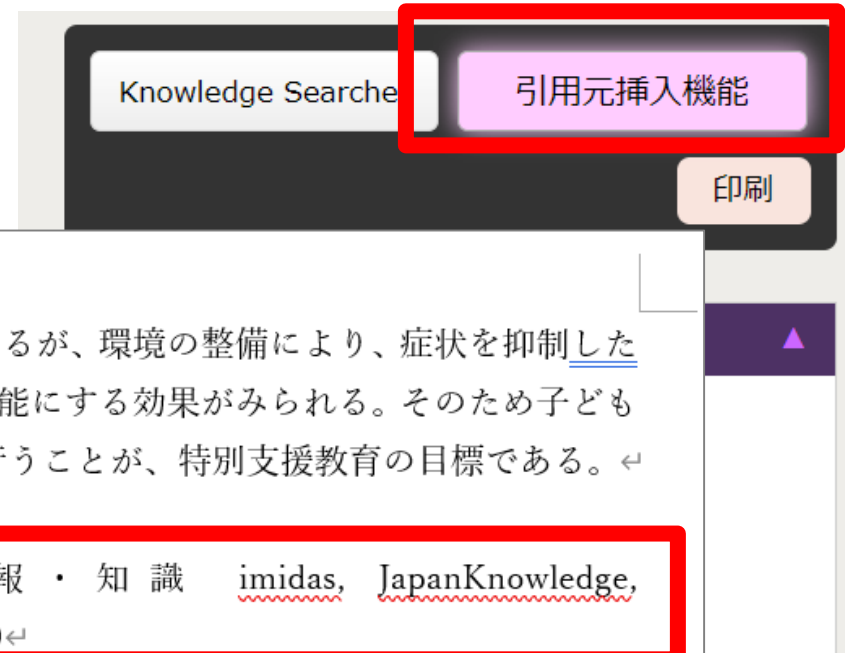 Knowledge Searche
引用元挿入機能
印刷
▲
るが、環境の整備により、症状を抑制した
能にする効果がみられる。そのため子ども
うことが、特別支援教育の目標である。↵
報・知識 imidas, JapanKnowledge,
)↵